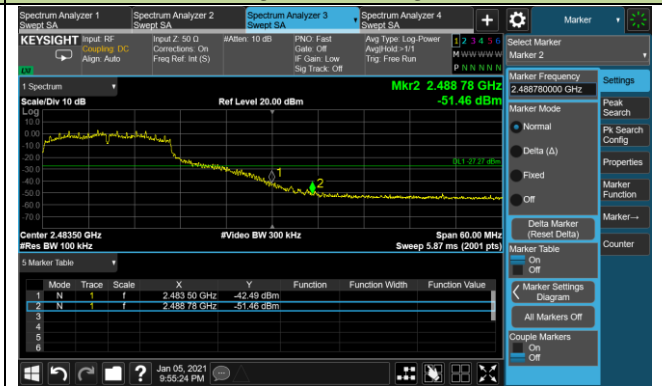 Spectrum Analyzer 1
Swept SA
Spectrum Analyzer 2
Swept SA
Spectrum Analyzer 3
Swept SA
Spectrum Analyzer 4
Swept SA
+
Marker
KEYSIGHT
Input: RF
Coupling: DC
Align: Auto
Input Z: 50 Ω
Corrections: On
Freq Ref: Int (S)
#Atten: 10 dB
PNO: Fast
Gate: Off
IF Gain: Low
Sig Track: Off
Avg Type: Log-Power
Avg|Hold:>1/1
Trig: Free Run
1 2 3 4 5 6
M W W W W W
P N N N N N
LXI
Select Marker
Marker 2
1 Spectrum
Mkr2 2.488 78 GHz
-51.46 dBm
Scale/Div 10 dB
Ref Level 20.00 dBm
Log
10.0
0.00
-10.0
-20.0
-30.0
-40.0
-50.0
-60.0
-70.0
DL1 -27.27 dBm
1
2
Center 2.48350 GHz
#Video BW 300 kHz
Span 60.00 MHz
#Res BW 100 kHz
Sweep 5.87 ms (2001 pts)
5 Marker Table
Mode Trace Scale X Y Function Function Width Function Value
1 N 1 f 2.483 50 GHz -42.49 dBm
2 N 1 f 2.488 78 GHz -51.46 dBm
3
4
5
6
Marker Frequency
2.488780000 GHz
Marker Mode
Normal
Delta (Δ)
Fixed
Off
Delta Marker
(Reset Delta)
Marker Table
On
Off
Marker Settings
Diagram
All Markers Off
Couple Markers
On
Off
Settings
Peak
Search
Pk Search
Config
Properties
Marker
Function
Marker→
Counter
?
Jan 05, 2021
9:55:24 PM